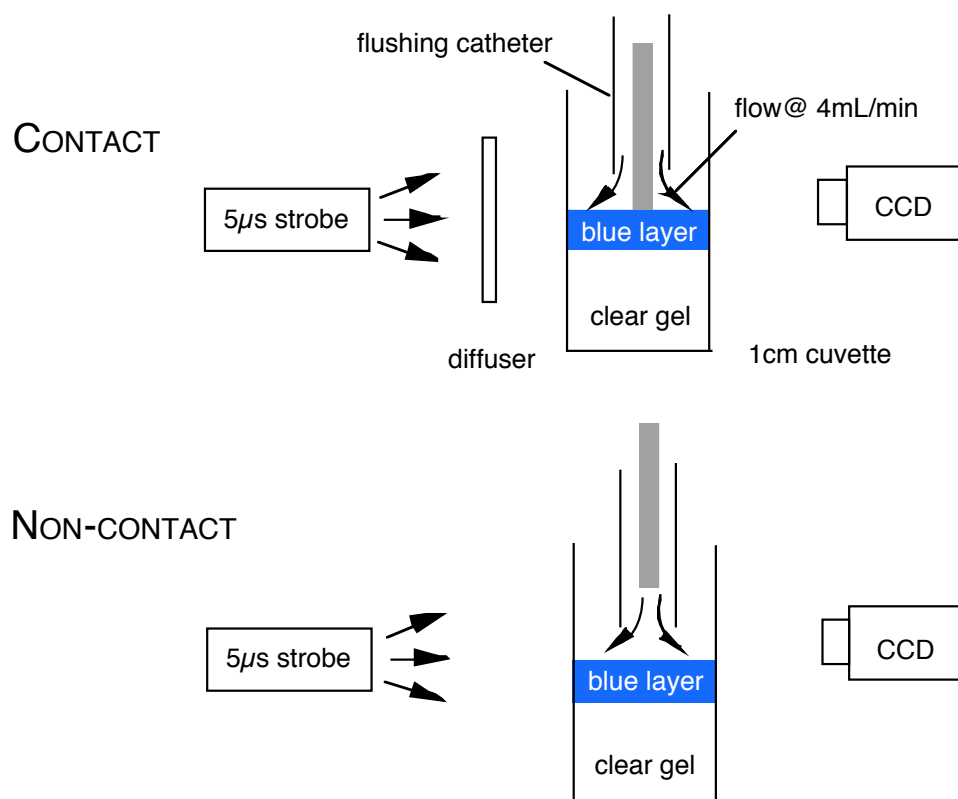 flushing catheter
flow@ 4mL/min
CONTACT
5µs strobe
CCD
blue layer
clear gel
diffuser
1cm cuvette
NON-CONTACT
5µs strobe
CCD
blue layer
clear gel